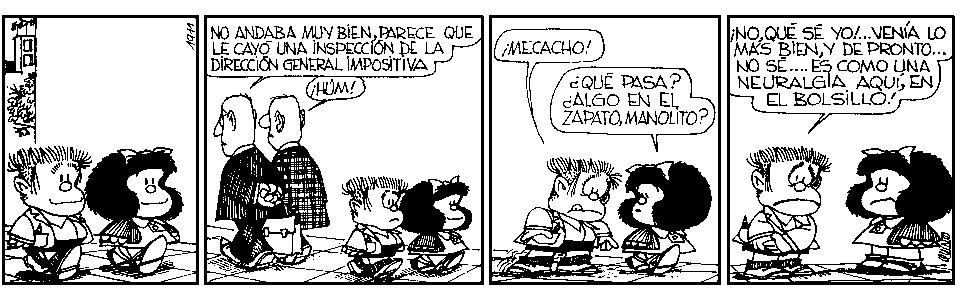 1971
NO ANDABA MUY BIEN, PARECE QUE
LE CAYÓ UNA INSPECCIÓN DE LA
DIRECCIÓN GENERAL IMPOSITIVA
¡HÚM!
¡MECACHO!
¿QUÉ PASA?
¿ALGO EN EL
ZAPATO, MANOLITO?
¡NO, QUÉ SÉ YO!...VENÍA LO
MÁS BIEN, Y DE PRONTO...
NO SÉ....ES COMO UNA
NEURALGIA AQUÍ, EN
EL BOLSILLO!